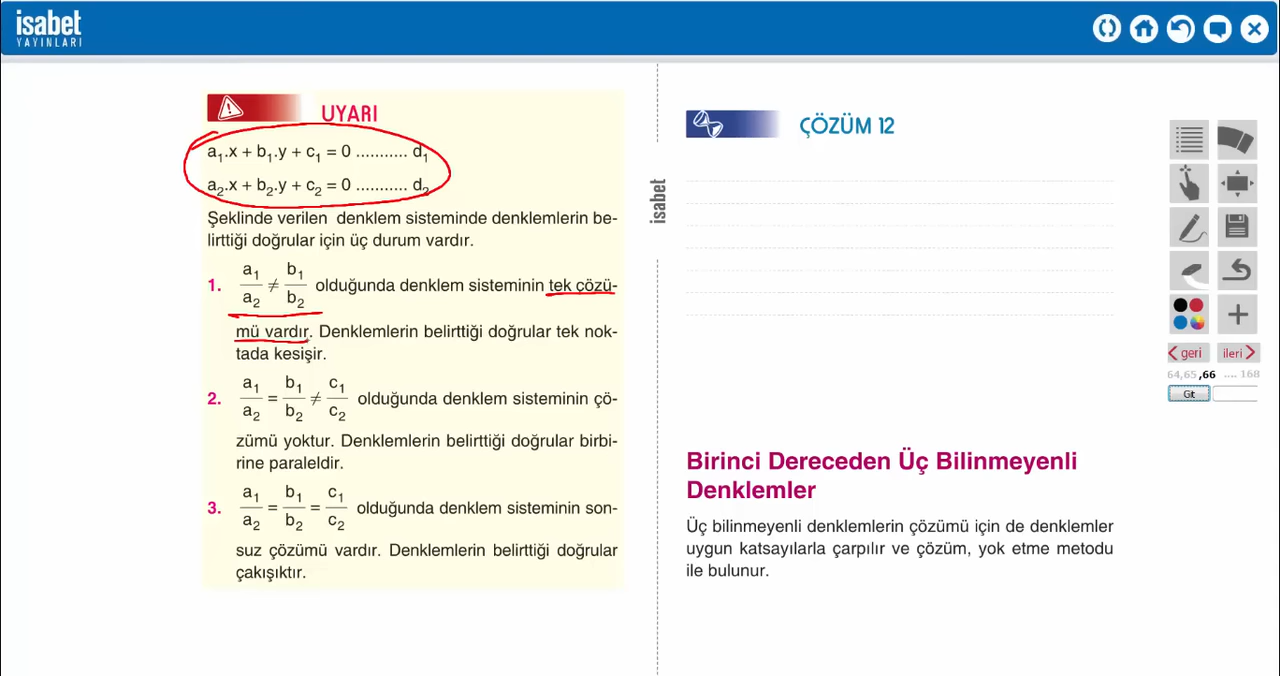 isabet
YAYINLARI
UYARI
a₁.x + b₁.y + c₁ = 0 ........... d₁
a₂.x + b₂.y + c₂ = 0 ........... d₂
Şeklinde verilen denklem sisteminde denklemlerin be-
lirttiği doğrular için üç durum vardır.
1. a₁/a₂ ≠ b₁/b₂ olduğunda denklem sisteminin tek çözü-
mü vardır. Denklemlerin belirttiği doğrular tek nok-
tada kesişir.
2. a₁/a₂ = b₁/b₂ ≠ c₁/c₂ olduğunda denklem sisteminin çö-
zümü yoktur. Denklemlerin belirttiği doğrular birbi-
rine paraleldir.
3. a₁/a₂ = b₁/b₂ = c₁/c₂ olduğunda denklem sisteminin son-
suz çözümü vardır. Denklemlerin belirttiği doğrular
çakışıktır.
isabet
ÇÖZÜM 12
Birinci Dereceden Üç Bilinmeyenli
Denklemler
Üç bilinmeyenli denklemlerin çözümü için de denklemler
uygun katsayılarla çarpılır ve çözüm, yok etme metodu
ile bulunur.
geri ileri
64,65,66 .... 168
Git